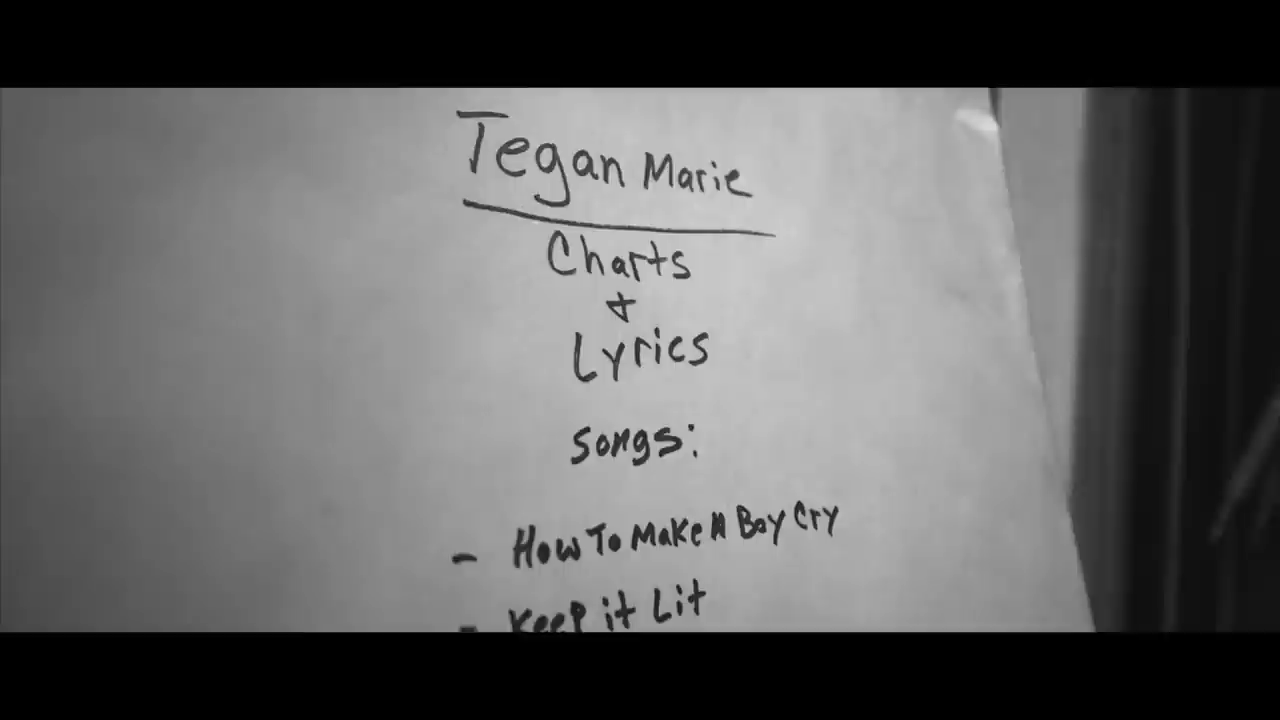 Tegan Marie
Charts
+
Lyrics
Songs:
- How To Make A Boy Cry
- Keep it Lit